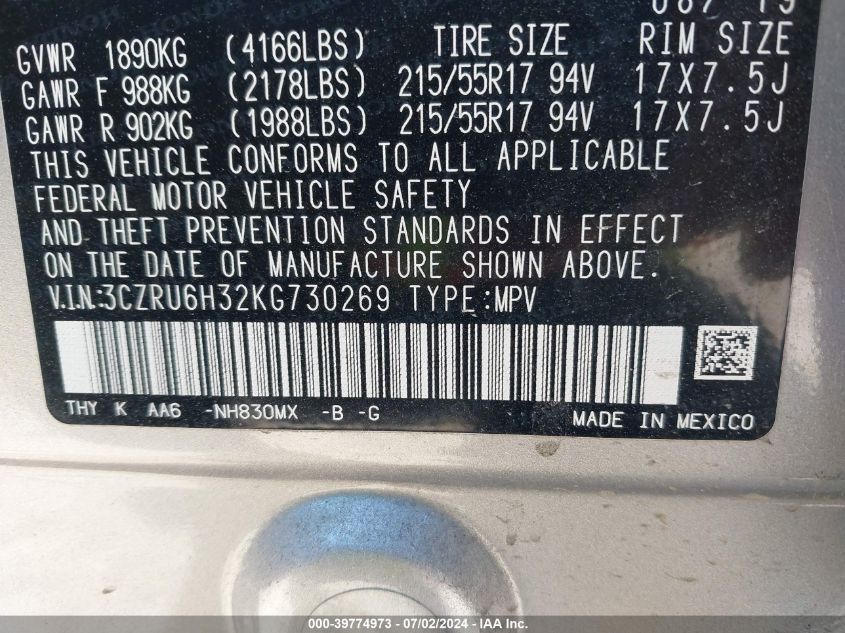 GVWR 1890KG (4166LBS) TIRE SIZE RIM SIZE
GAWR F 988KG (2178LBS) 215/55R17 94V 17X7.5J
GAWR R 902KG (1988LBS) 215/55R17 94V 17X7.5J
THIS VEHICLE CONFORMS TO ALL APPLICABLE
FEDERAL MOTOR VEHICLE SAFETY
AND THEFT PREVENTION STANDARDS IN EFFECT
ON THE DATE OF MANUFACTURE SHOWN ABOVE.
V.I.N:3CZRU6H32KG730269 TYPE:MPV
THY K AA6 -NH830MX -B -G MADE IN MEXICO
000-39774973 - 07/02/2024 - IAA Inc.